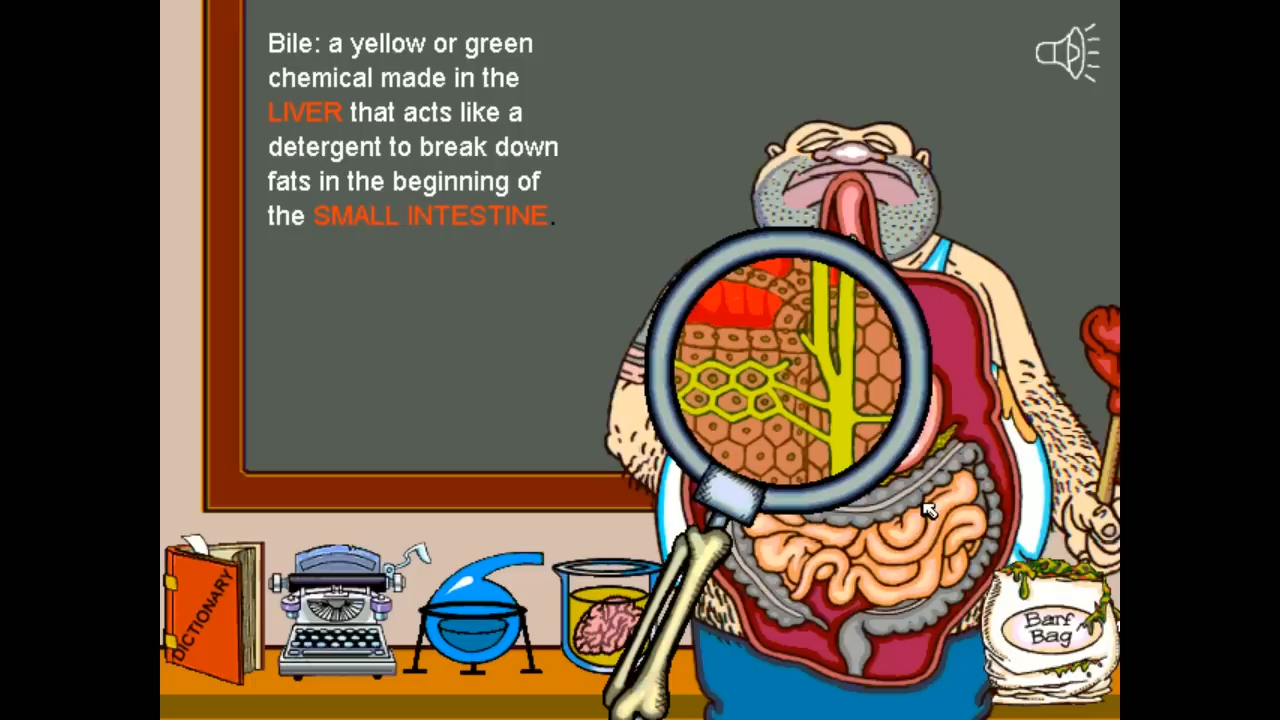 Bile: a yellow or green
chemical made in the
LIVER that acts like a
detergent to break down
fats in the beginning of
the SMALL INTESTINE.
DICTIONARY
Barf
Bag